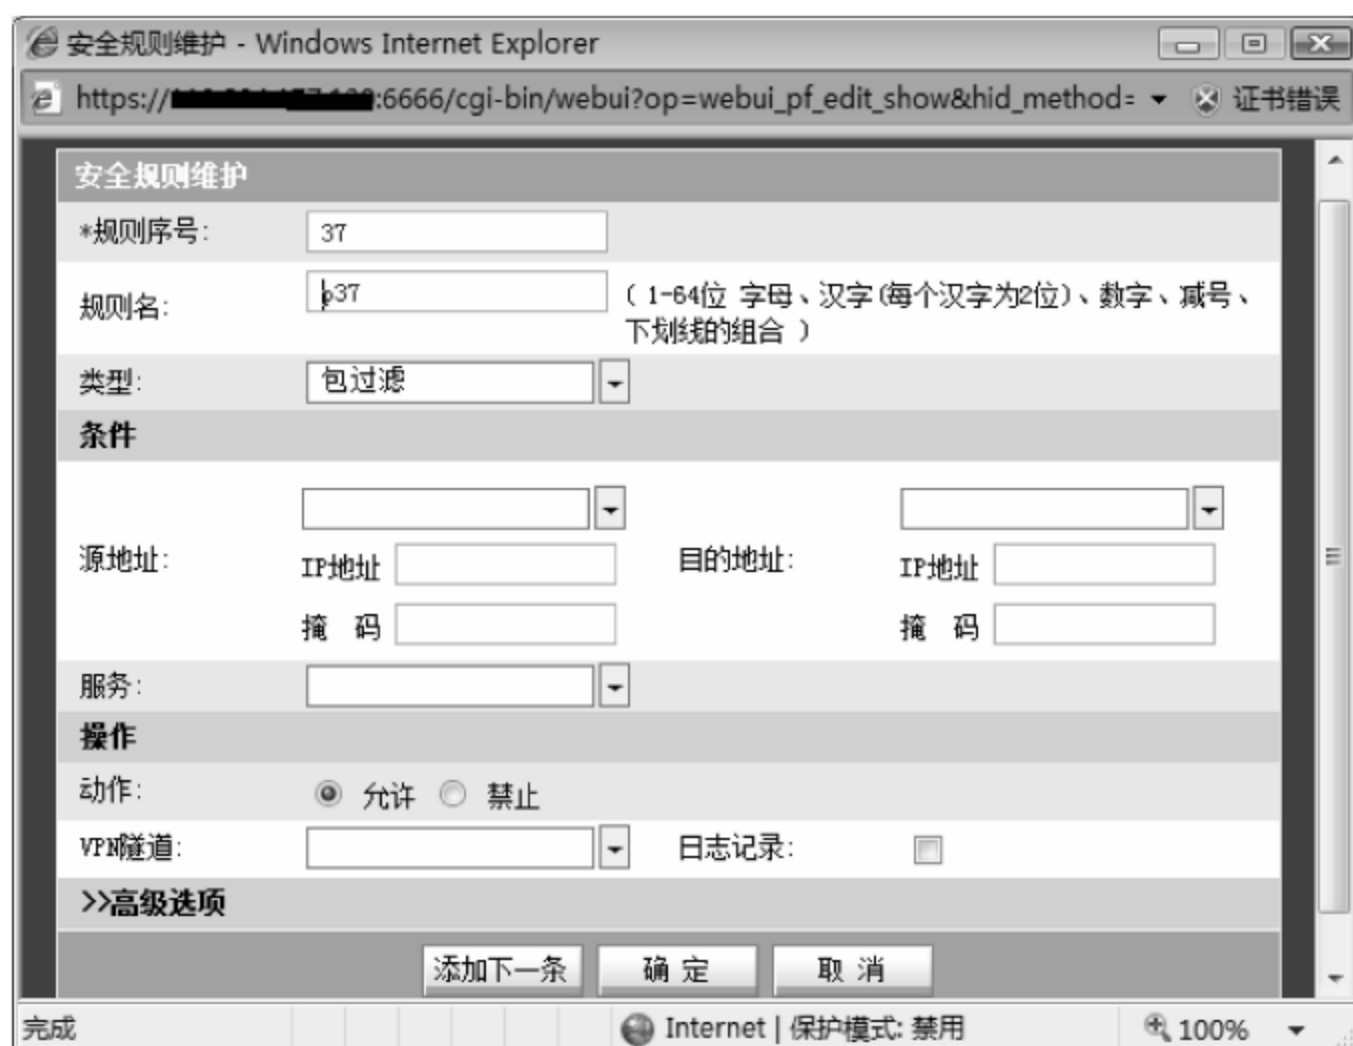 安全规则维护 - Windows Internet Explorer
https:// :6666/cgi-bin/webui?op=webui_pf_edit_show&hid_method= 证书错误
安全规则维护
*规则序号: 37
规则名: p37 ( 1-64位 字母、汉字(每个汉字为2位)、数字、减号、
下划线的组合 )
类型: 包过滤
条件
源地址: 目的地址:
IP地址 IP地址
掩 码 掩 码
服务:
操作
动作: 允许 禁止
VPN隧道: 日志记录:
>>高级选项
添加下一条 确 定 取 消
完成 Internet | 保护模式: 禁用 100%